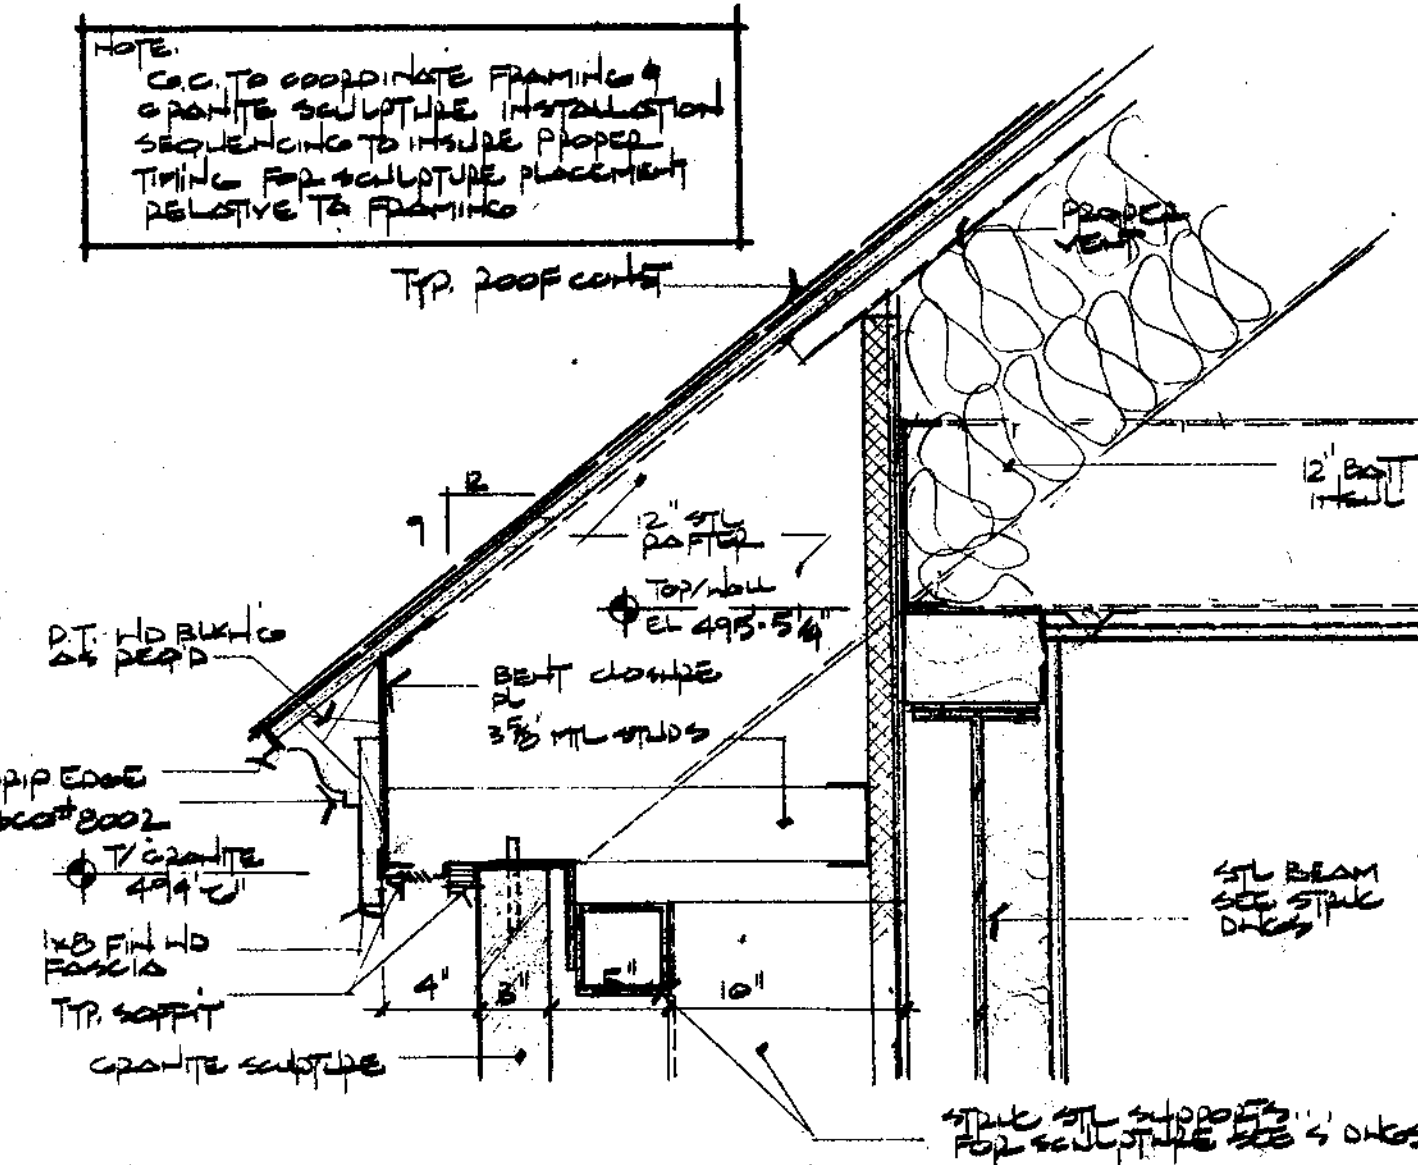 NOTE:
G.C. TO COORDINATE FRAMING &
GRANITE SCULPTURE INSTALLATION
SEQUENCING TO INSURE PROPER
TIMING FOR SCULPTURE PLACEMENT
RELATIVE TO FRAMING
TYP. ROOF CONST
PROPER
VENT
12" BATT
INSUL
12
9
12" STL
RAFTER
TOP/WALL
EL 495'-5 1/4"
P.T. WD BLKNG
AS REQ'D
BENT CLOSURE
PL
3 5/8" MTL STUDS
DRIP EDGE
#8002
T/GRANITE
494'-6"
STL BEAM
SEE STRUC
DWGS
1x8 FIN WD
FASCIA
4"
3"
5"
10"
TYP. SOFFIT
GRANITE SCULPTURE
STRUC STL SUPPORTS
FOR SCULPTURE SEE 'S' DWGS